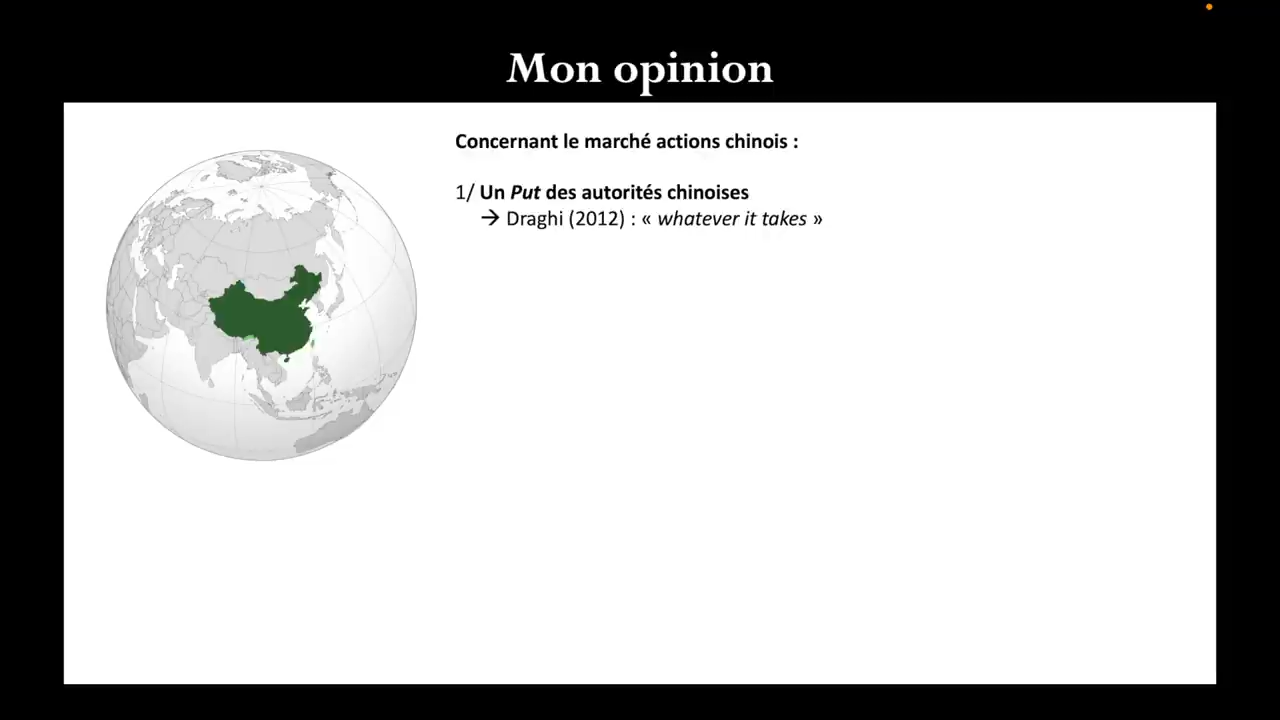 Mon opinion
Concernant le marché actions chinois :
1/ Un Put des autorités chinoises
→ Draghi (2012) : « whatever it takes »